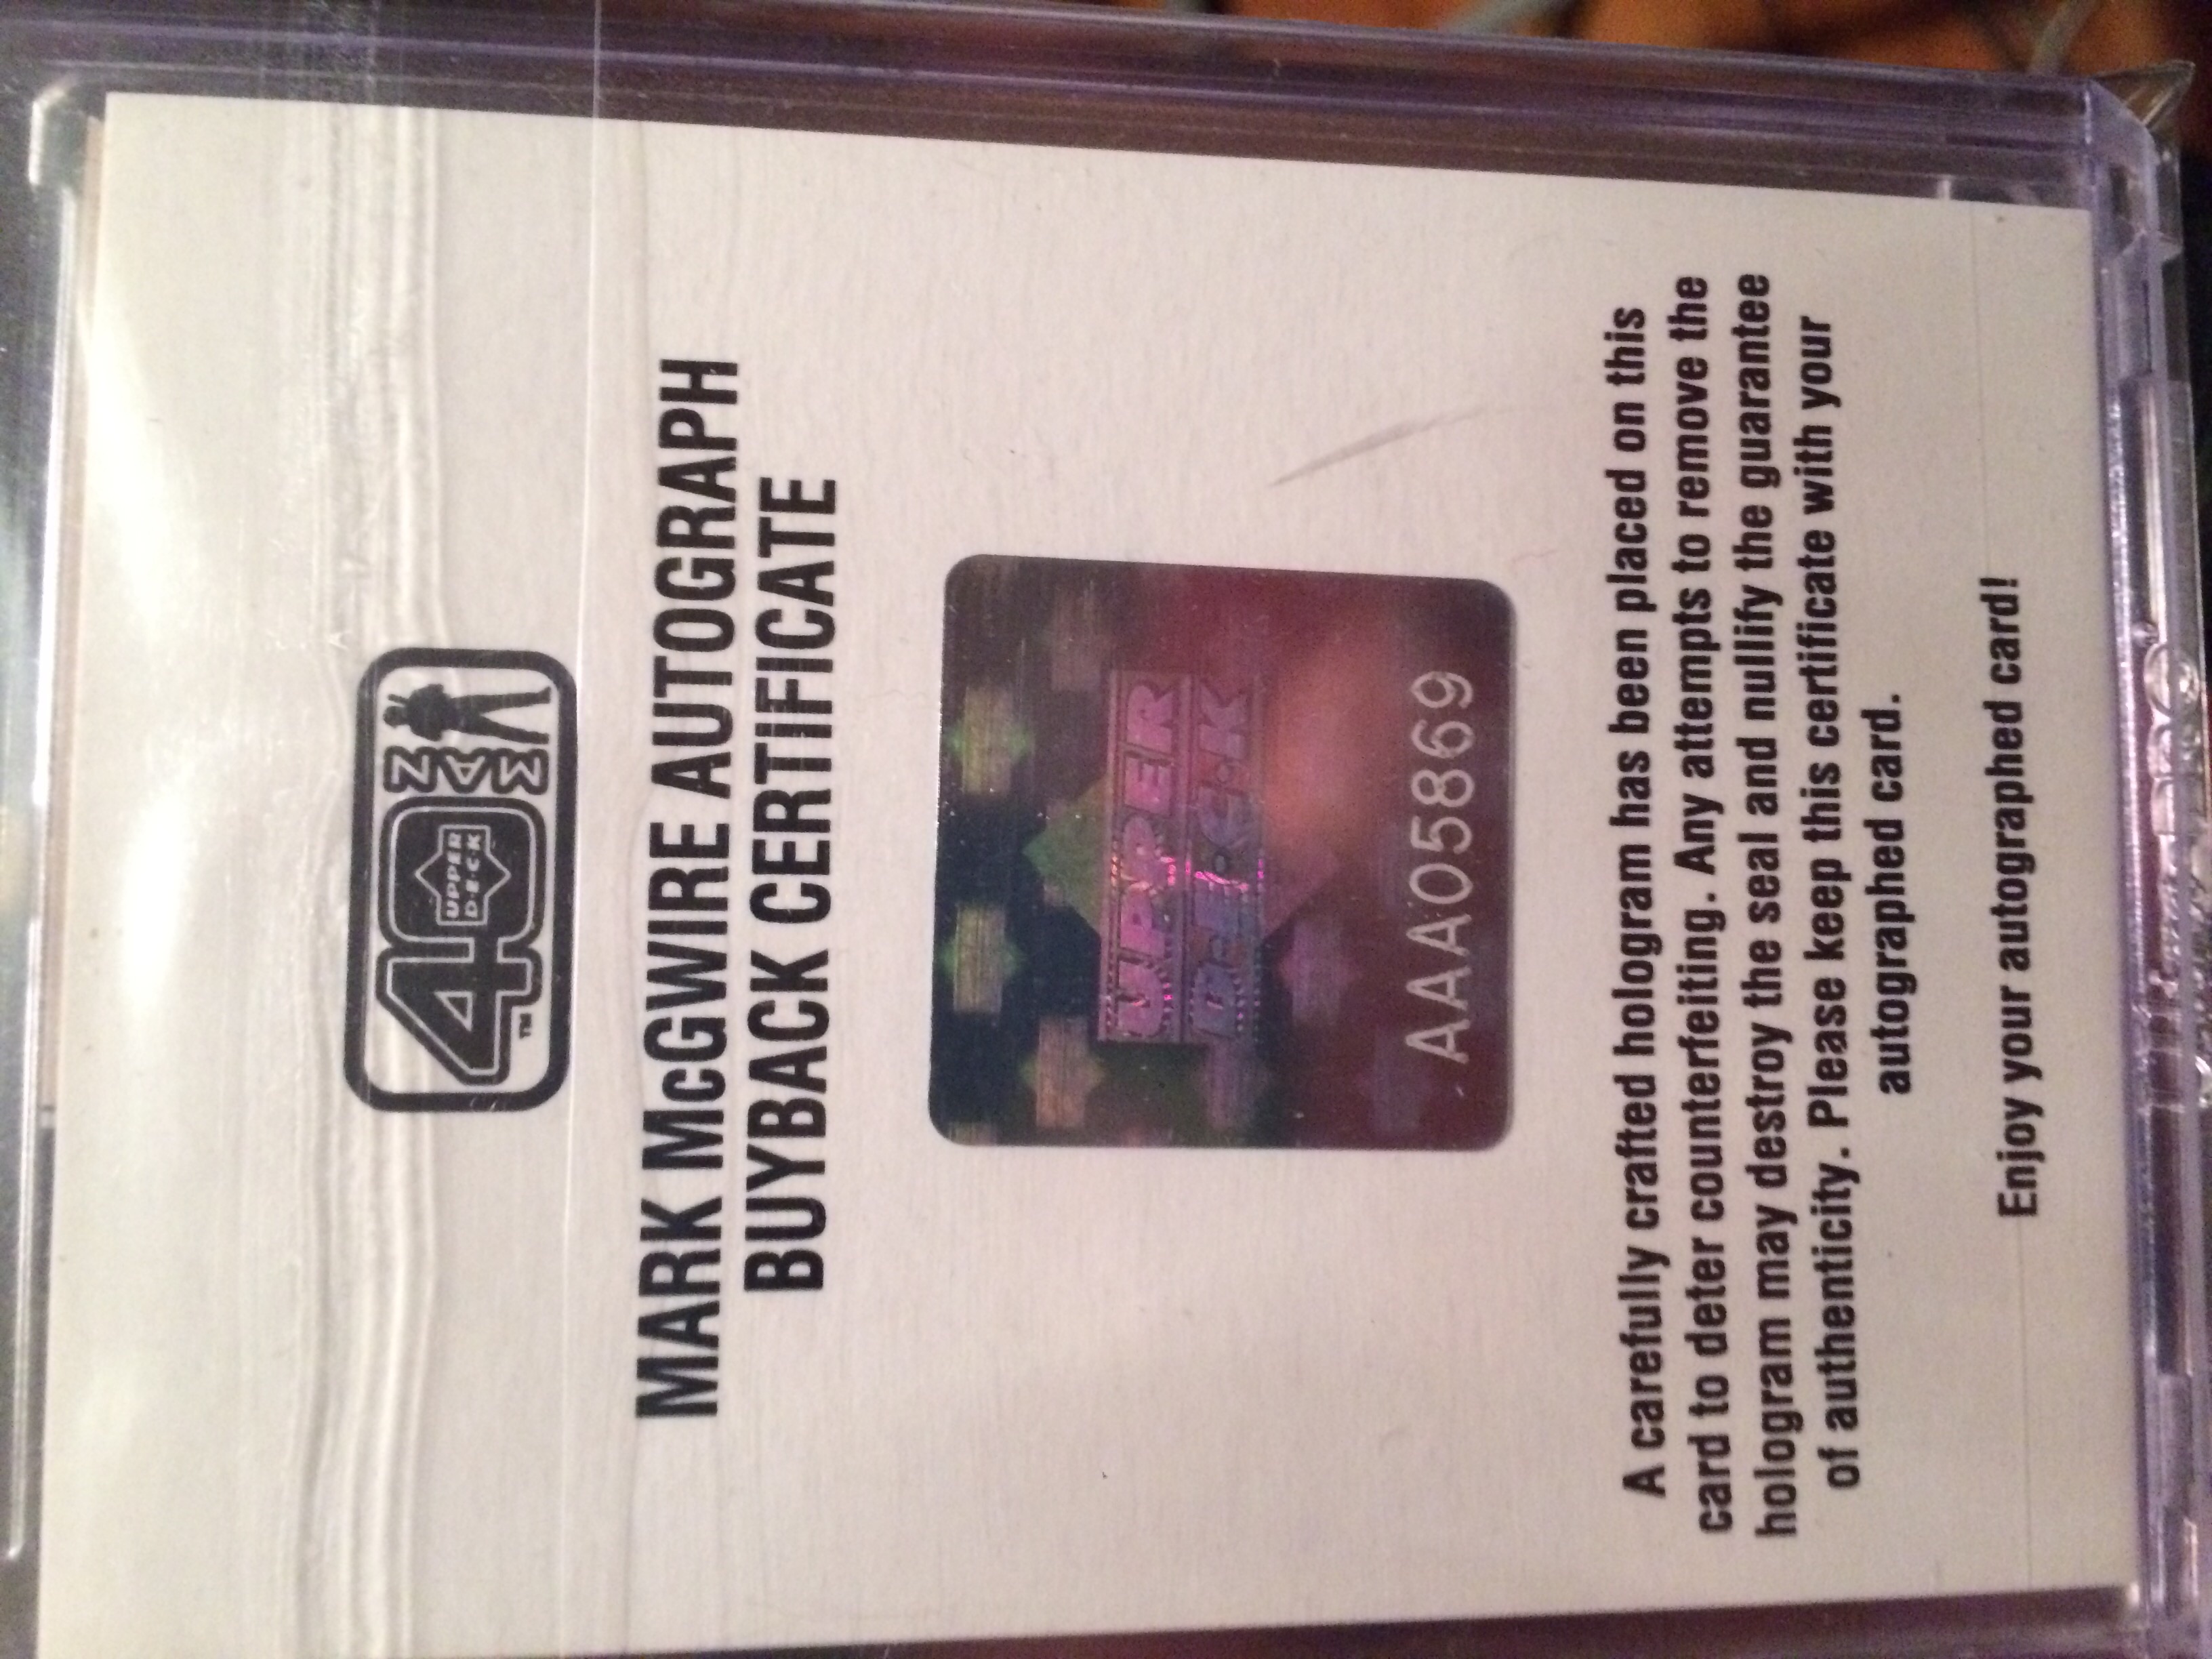 40 MAN
UPPER
DECK
TM
MARK McGWIRE AUTOGRAPH
BUYBACK CERTIFICATE
UPPER
DECK
AAA05869
A carefully crafted hologram has been placed on this
card to deter counterfeiting. Any attempts to remove the
hologram may destroy the seal and nullify the guarantee
of authenticity. Please keep this certificate with your
autographed card.
Enjoy your autographed card!